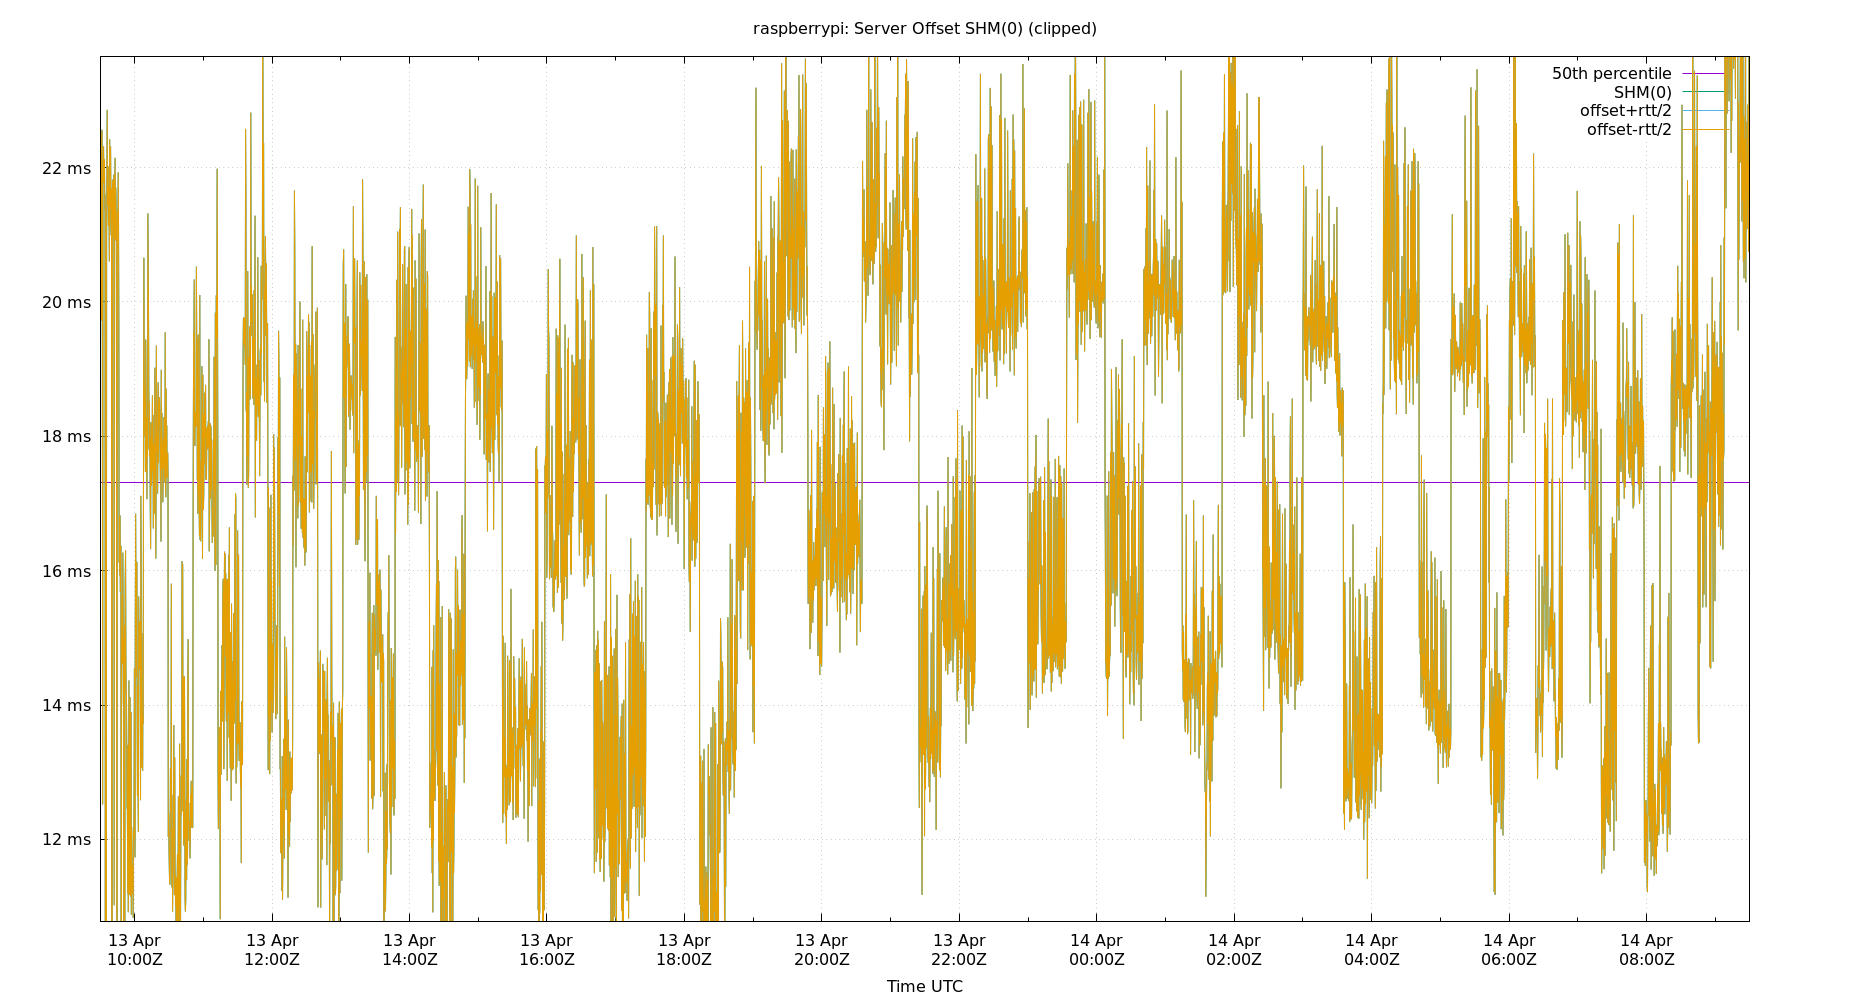 raspberrypi: Server Offset SHM(0) (clipped)
50th percentile
SHM(0)
offset+rtt/2
offset-rtt/2
22 ms
20 ms
18 ms
16 ms
14 ms
12 ms
13 Apr 13 Apr 13 Apr 13 Apr 13 Apr 13 Apr 13 Apr 14 Apr 14 Apr 14 Apr 14 Apr 14 Apr
10:00Z 12:00Z 14:00Z 16:00Z 18:00Z 20:00Z 22:00Z 00:00Z 02:00Z 04:00Z 06:00Z 08:00Z
Time UTC